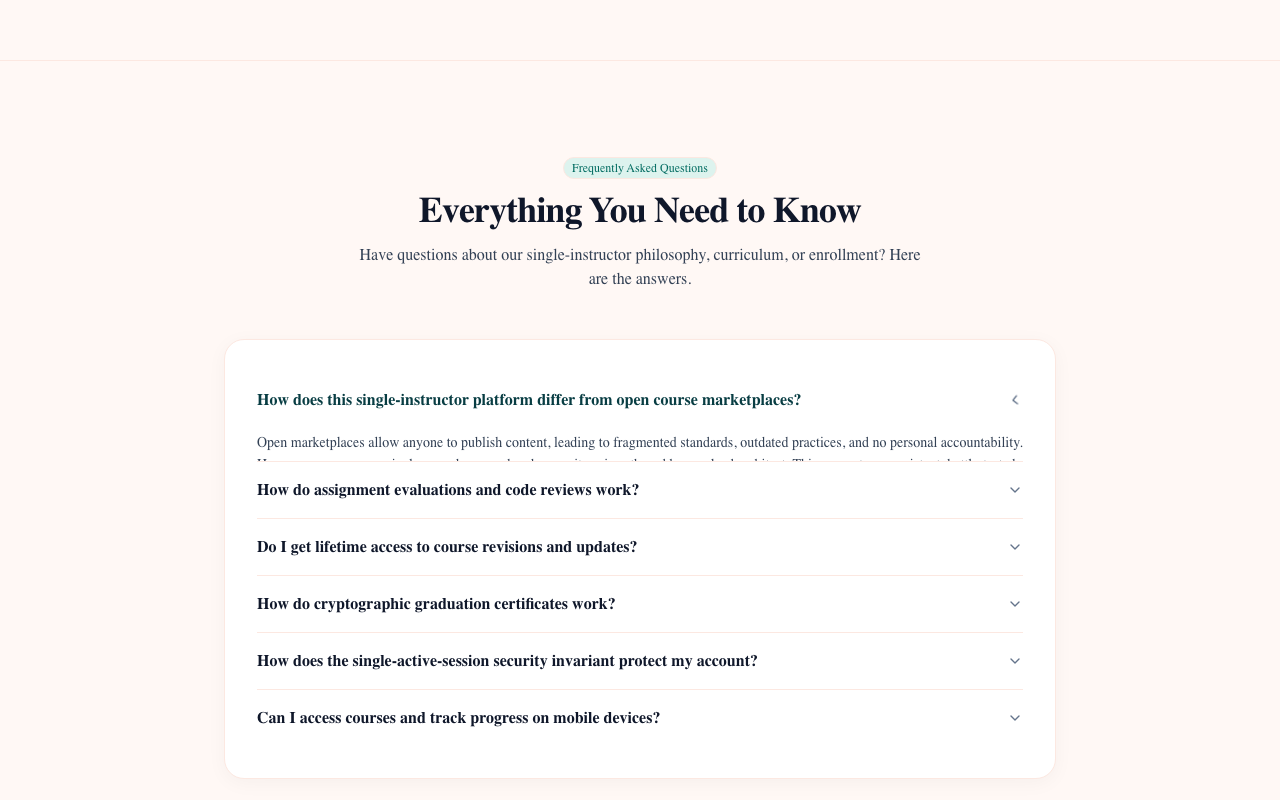 Frequently Asked Questions
Everything You Need to Know
Have questions about our single-instructor philosophy, curriculum, or enrollment? Here
are the answers.
How does this single-instructor platform differ from open course marketplaces?
Open marketplaces allow anyone to publish content, leading to fragmented standards, outdated practices, and no personal accountability.
How do assignment evaluations and code reviews work?
Do I get lifetime access to course revisions and updates?
How do cryptographic graduation certificates work?
How does the single-active-session security invariant protect my account?
Can I access courses and track progress on mobile devices?